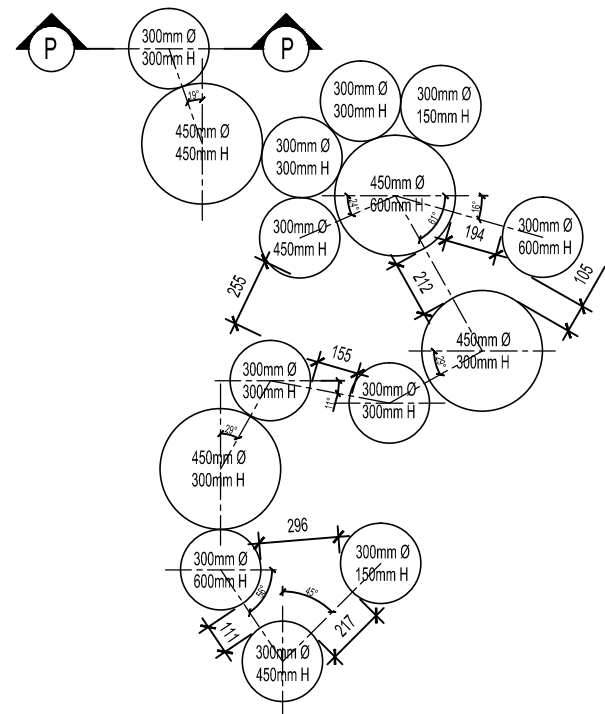 P
P
300mm Ø
300mm H
19°
450mm Ø
450mm H
300mm Ø
300mm H
300mm Ø
150mm H
300mm Ø
300mm H
450mm Ø
600mm H
24°
61°
16°
300mm Ø
450mm H
300mm Ø
600mm H
194
105
255
212
450mm Ø
300mm H
29°
155
300mm Ø
300mm H
11°
300mm Ø
300mm H
29°
450mm Ø
300mm H
296
300mm Ø
600mm H
300mm Ø
150mm H
56°
45°
111
217
300mm Ø
450mm H